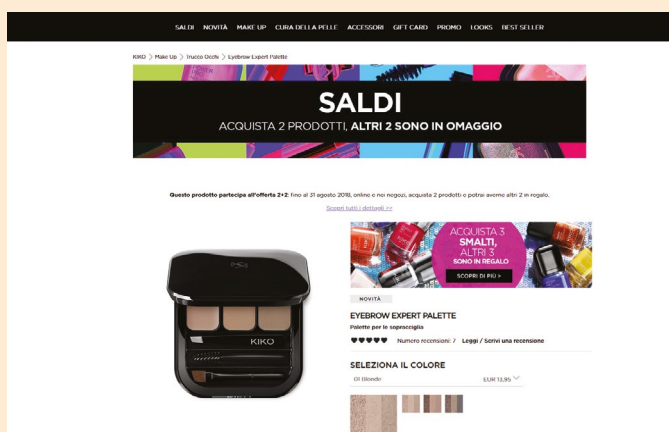 SALDI NOVITÀ MAKE UP CURA DELLA PELLE ACCESSORI GIFT CARD PROMO LOOKS BEST SELLER
KIKO > Make Up > Trucco Occhi > Eyebrow Expert Palette
SALDI
ACQUISTA 2 PRODOTTI, ALTRI 2 SONO IN OMAGGIO
Questo prodotto partecipa all'offerta 2+2: fino al 31 agosto 2018, online e nei negozi, acquista 2 prodotti e potrai averne altri 2 in regalo.
Scopri tutti i dettagli >>
ACQUISTA 3
SMALTI,
ALTRI 3
SONO IN REGALO
SCOPRI DI PIÙ >
NOVITÀ
EYEBROW EXPERT PALETTE
Palette per le sopracciglia
Numero recensioni: 7 Leggi / Scrivi una recensione
KIKO
SELEZIONA IL COLORE
01 Blonde EUR 12,95